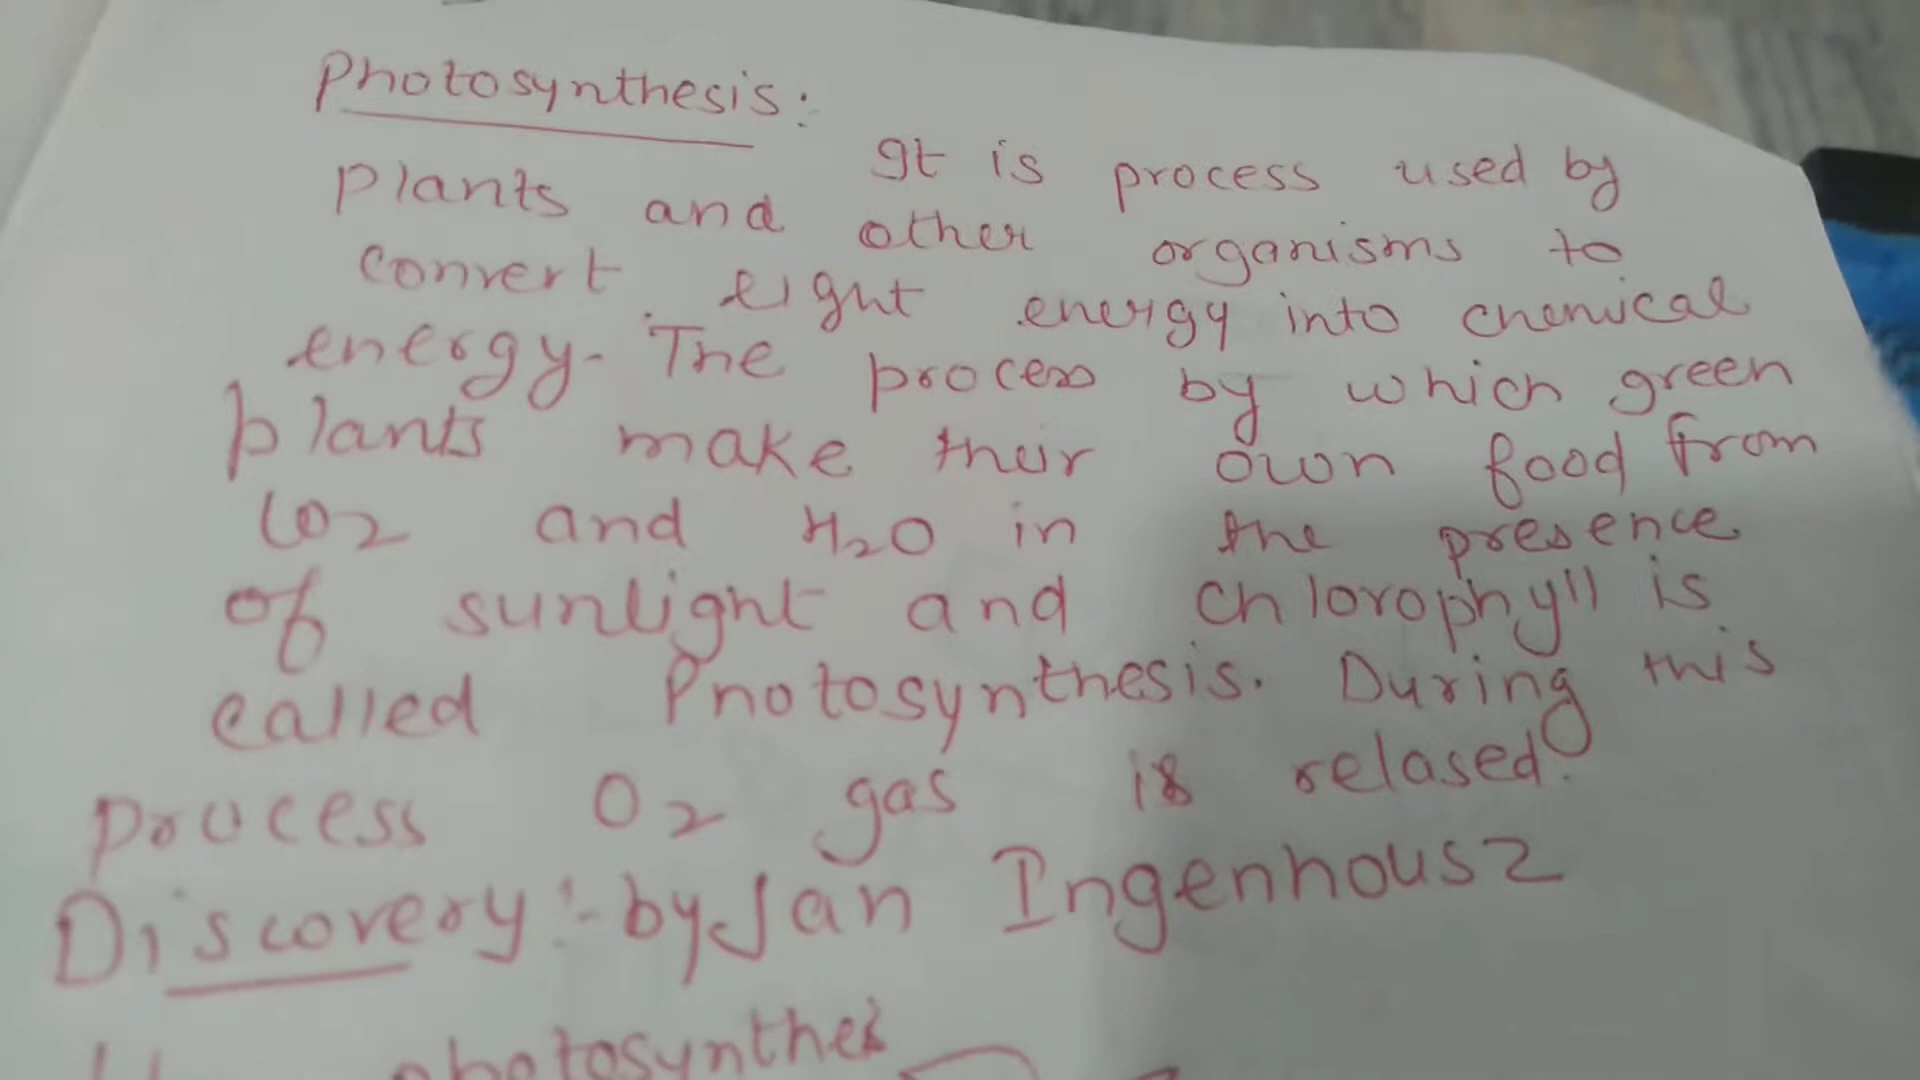 Photosynthesis:
It is process used by
plants and other organisms to
convert light energy into chemical
energy. The process by which green
plants make their own food from
CO2 and H2O in the presence
of sunlight and chlorophyll is
called Photosynthesis. During this
process O2 gas is relased.
Discovery:- by Jan Ingenhousz
photosynthesi